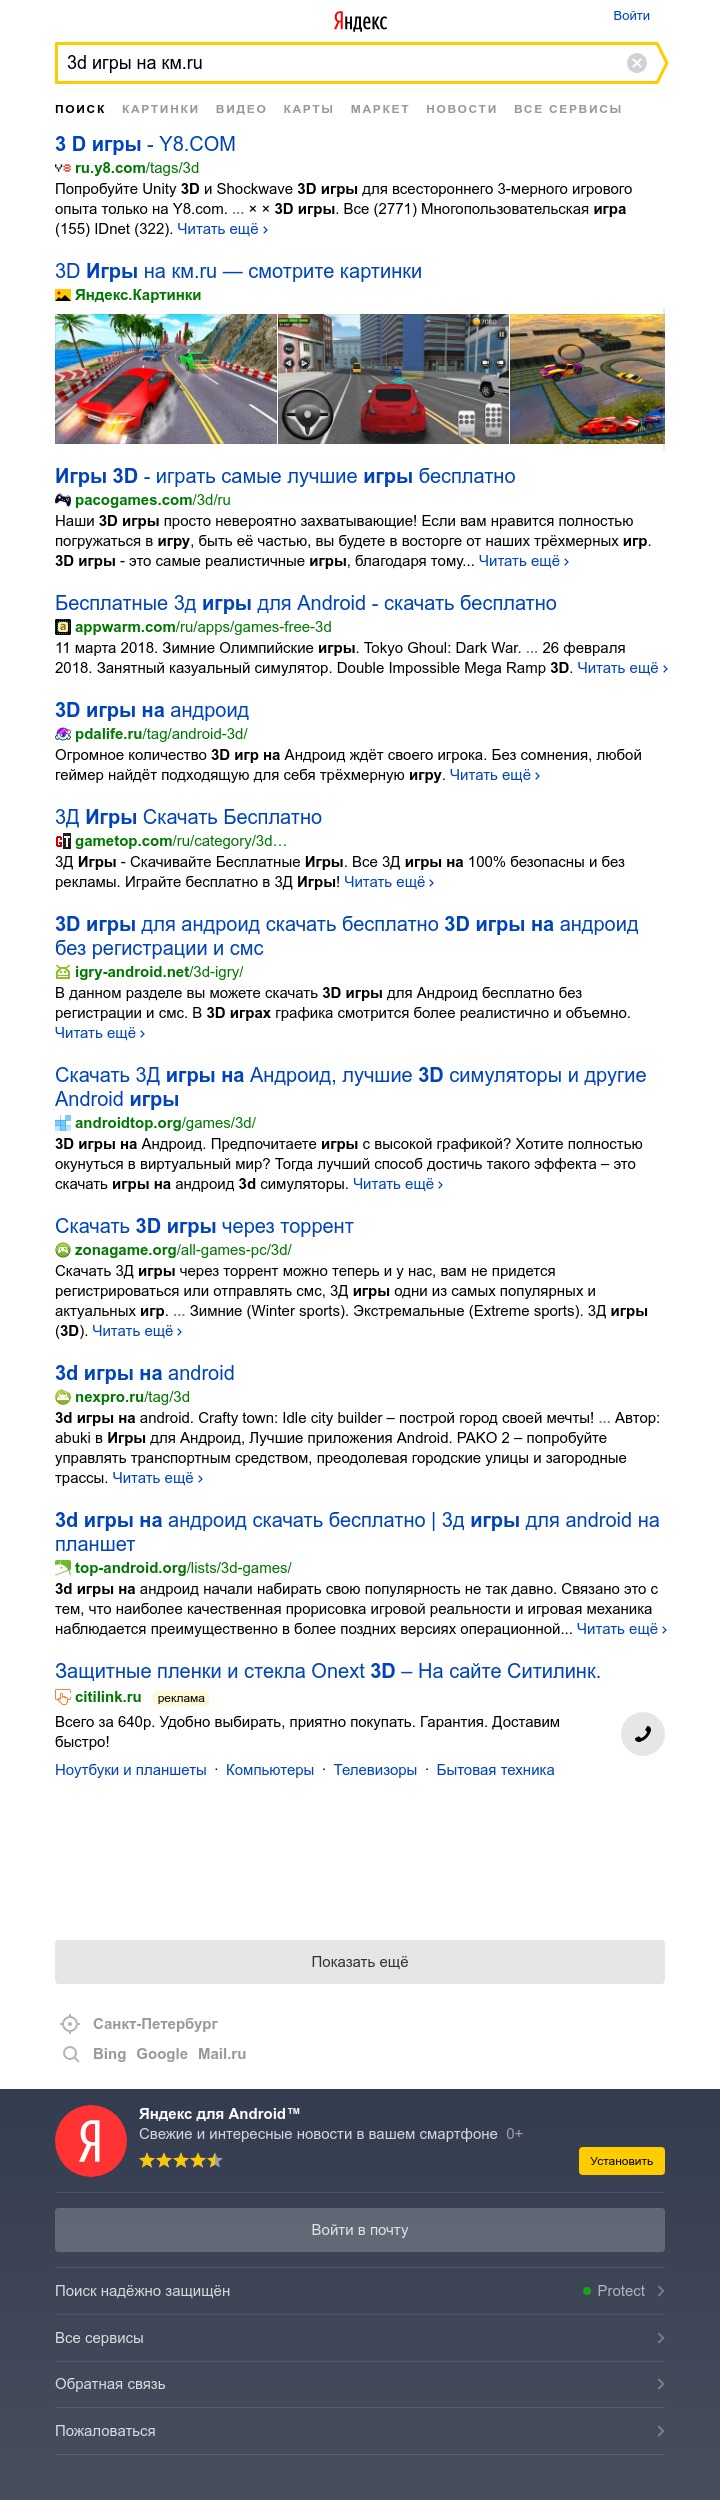 Яндекс
Войти
3d игры на км.ru
ПОИСК КАРТИНКИ ВИДЕО КАРТЫ МАРКЕТ НОВОСТИ ВСЕ СЕРВИСЫ
3 D игры - Y8.COM
ru.y8.com/tags/3d
Попробуйте Unity 3D и Shockwave 3D игры для всестороннего 3-мерного игрового
опыта только на Y8.com. ... × × 3D игры. Все (2771) Многопользовательская игра
(155) IDnet (322). Читать ещё ›
3D Игры на км.ru — смотрите картинки
Яндекс.Картинки
Игры 3D - играть самые лучшие игры бесплатно
pacogames.com/3d/ru
Наши 3D игры просто невероятно захватывающие! Если вам нравится полностью
погружаться в игру, быть её частью, вы будете в восторге от наших трёхмерных игр.
3D игры - это самые реалистичные игры, благодаря тому... Читать ещё ›
Бесплатные 3д игры для Android - скачать бесплатно
appwarm.com/ru/apps/games-free-3d
11 марта 2018. Зимние Олимпийские игры. Tokyo Ghoul: Dark War. ... 26 февраля
2018. Занятный казуальный симулятор. Double Impossible Mega Ramp 3D. Читать ещё ›
3D игры на андроид
pdalife.ru/tag/android-3d/
Огромное количество 3D игр на Андроид ждёт своего игрока. Без сомнения, любой
геймер найдёт подходящую для себя трёхмерную игру. Читать ещё ›
3Д Игры Скачать Бесплатно
gametop.com/ru/category/3d...
3Д Игры - Скачивайте Бесплатные Игры. Все 3Д игры на 100% безопасны и без
рекламы. Играйте бесплатно в 3Д Игры! Читать ещё ›
3D игры для андроид скачать бесплатно 3D игры на андроид
без регистрации и смс
igry-android.net/3d-igry/
В данном разделе вы можете скачать 3D игры для Андроид бесплатно без
регистрации и смс. В 3D играх графика смотрится более реалистично и объемно.
Читать ещё ›
Скачать 3Д игры на Андроид, лучшие 3D симуляторы и другие
Android игры
androidtop.org/games/3d/
3D игры на Андроид. Предпочитаете игры с высокой графикой? Хотите полностью
окунуться в виртуальный мир? Тогда лучший способ достичь такого эффекта – это
скачать игры на андроид 3d симуляторы. Читать ещё ›
Скачать 3D игры через торрент
zonagame.org/all-games-pc/3d/
Скачать 3Д игры через торрент можно теперь и у нас, вам не придется
регистрироваться или отправлять смс, 3Д игры одни из самых популярных и
актуальных игр. ... Зимние (Winter sports). Экстремальные (Extreme sports). 3Д игры
(3D). Читать ещё ›
3d игры на android
nexpro.ru/tag/3d
3d игры на android. Crafty town: Idle city builder – построй город своей мечты! ... Автор:
abuki в Игры для Андроид, Лучшие приложения Android. PAKO 2 – попробуйте
управлять транспортным средством, преодолевая городские улицы и загородные
трассы. Читать ещё ›
3d игры на андроид скачать бесплатно | 3д игры для android на
планшет
top-android.org/lists/3d-games/
3d игры на андроид начали набирать свою популярность не так давно. Связано это с
тем, что наиболее качественная прорисовка игровой реальности и игровая механика
наблюдается преимущественно в более поздних версиях операционной... Читать ещё ›
Защитные пленки и стекла Onext 3D – На сайте Ситилинк.
citilink.ru реклама
Всего за 640р. Удобно выбирать, приятно покупать. Гарантия. Доставим
быстро!
Ноутбуки и планшеты · Компьютеры · Телевизоры · Бытовая техника
Показать ещё
Санкт-Петербург
Bing Google Mail.ru
Я
Яндекс для Android™
Свежие и интересные новости в вашем смартфоне 0+
Установить
Войти в почту
Поиск надёжно защищён Protect
Все сервисы
Обратная связь
Пожаловаться